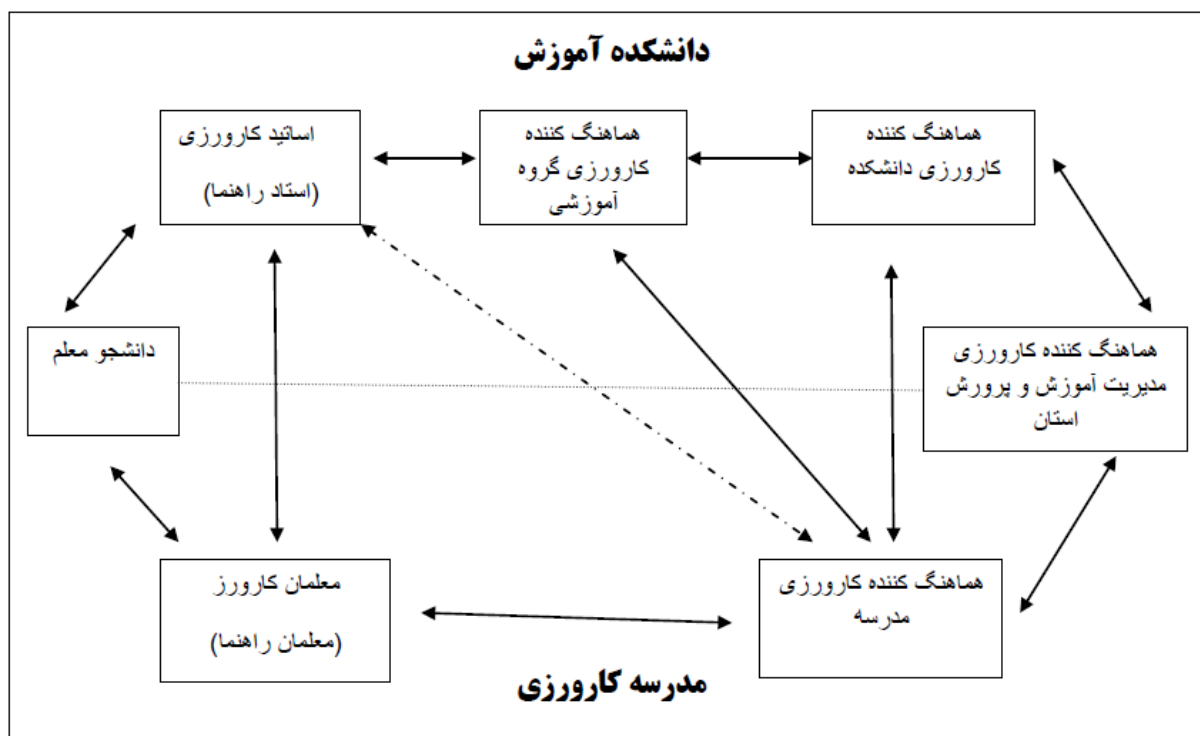 دانشکده آموزش
هماهنگ کننده
کارورزی دانشکده
هماهنگ کننده
کارورزی گروه
آموزشی
اساتید کارورزی
(استاد راهنما)
هماهنگ کننده کارورزی
مدیریت آموزش و پرورش
استان
دانشجو معلم
هماهنگ کننده کارورزی
مدرسه
معلمان کارورز
(معلمان راهنما)
مدرسه کارورزی